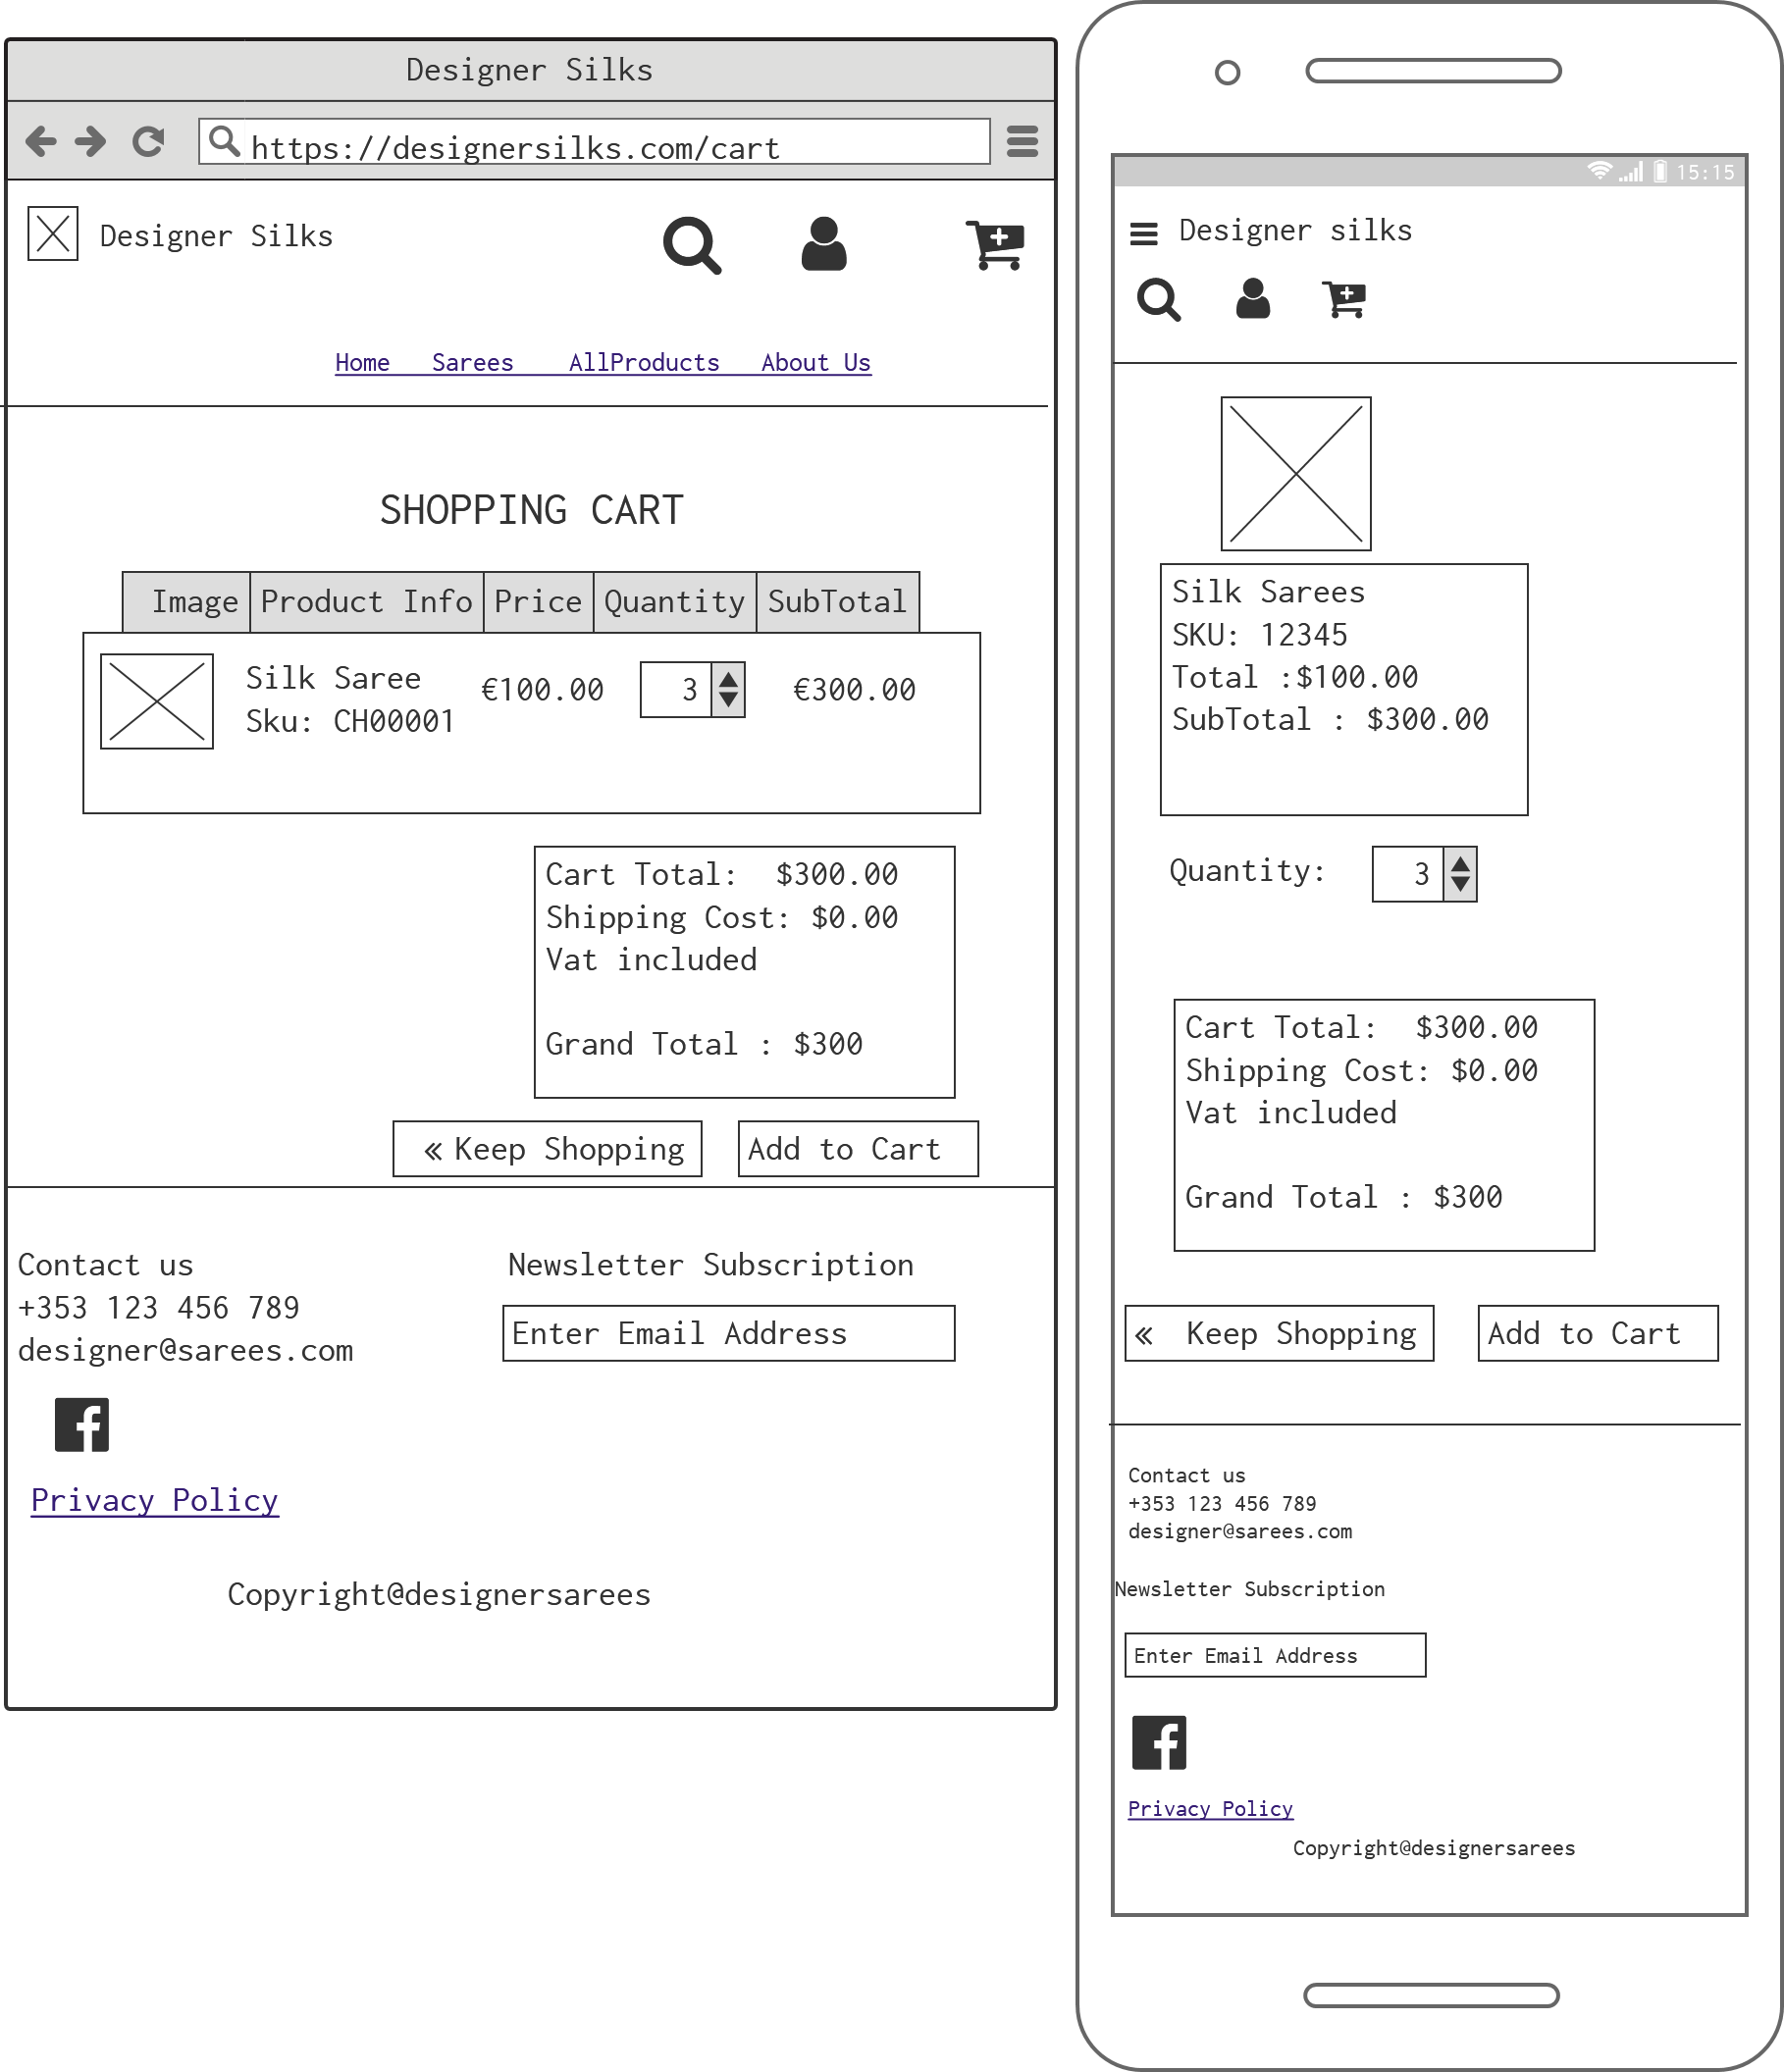 Designer Silks
https://designersilks.com/cart
Designer Silks
Home Sarees AllProducts About Us
SHOPPING CART
Image Product Info Price Quantity SubTotal
Silk Saree
Sku: CH00001
€100.00 3 €300.00
Cart Total: $300.00
Shipping Cost: $0.00
Vat included
Grand Total : $300
« Keep Shopping Add to Cart
Contact us
+353 123 456 789
designer@sarees.com
Newsletter Subscription
Enter Email Address
Privacy Policy
Copyright@designersarees
15:15
Designer silks
Silk Sarees
SKU: 12345
Total :$100.00
SubTotal : $300.00
Quantity: 3
Cart Total: $300.00
Shipping Cost: $0.00
Vat included
Grand Total : $300
« Keep Shopping Add to Cart
Contact us
+353 123 456 789
designer@sarees.com
Newsletter Subscription
Enter Email Address
Privacy Policy
Copyright@designersarees